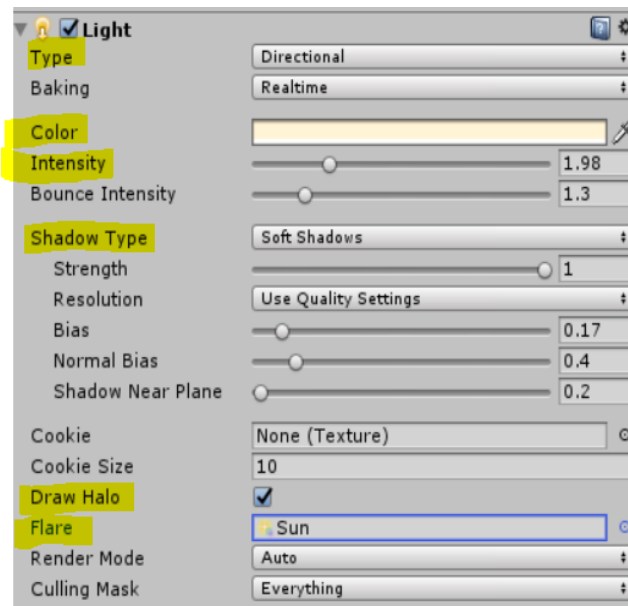 Light
Type Directional
Baking Realtime
Color
Intensity 1.98
Bounce Intensity 1.3
Shadow Type Soft Shadows
Strength 1
Resolution Use Quality Settings
Bias 0.17
Normal Bias 0.4
Shadow Near Plane 0.2
Cookie None (Texture)
Cookie Size 10
Draw Halo
Flare Sun
Render Mode Auto
Culling Mask Everything